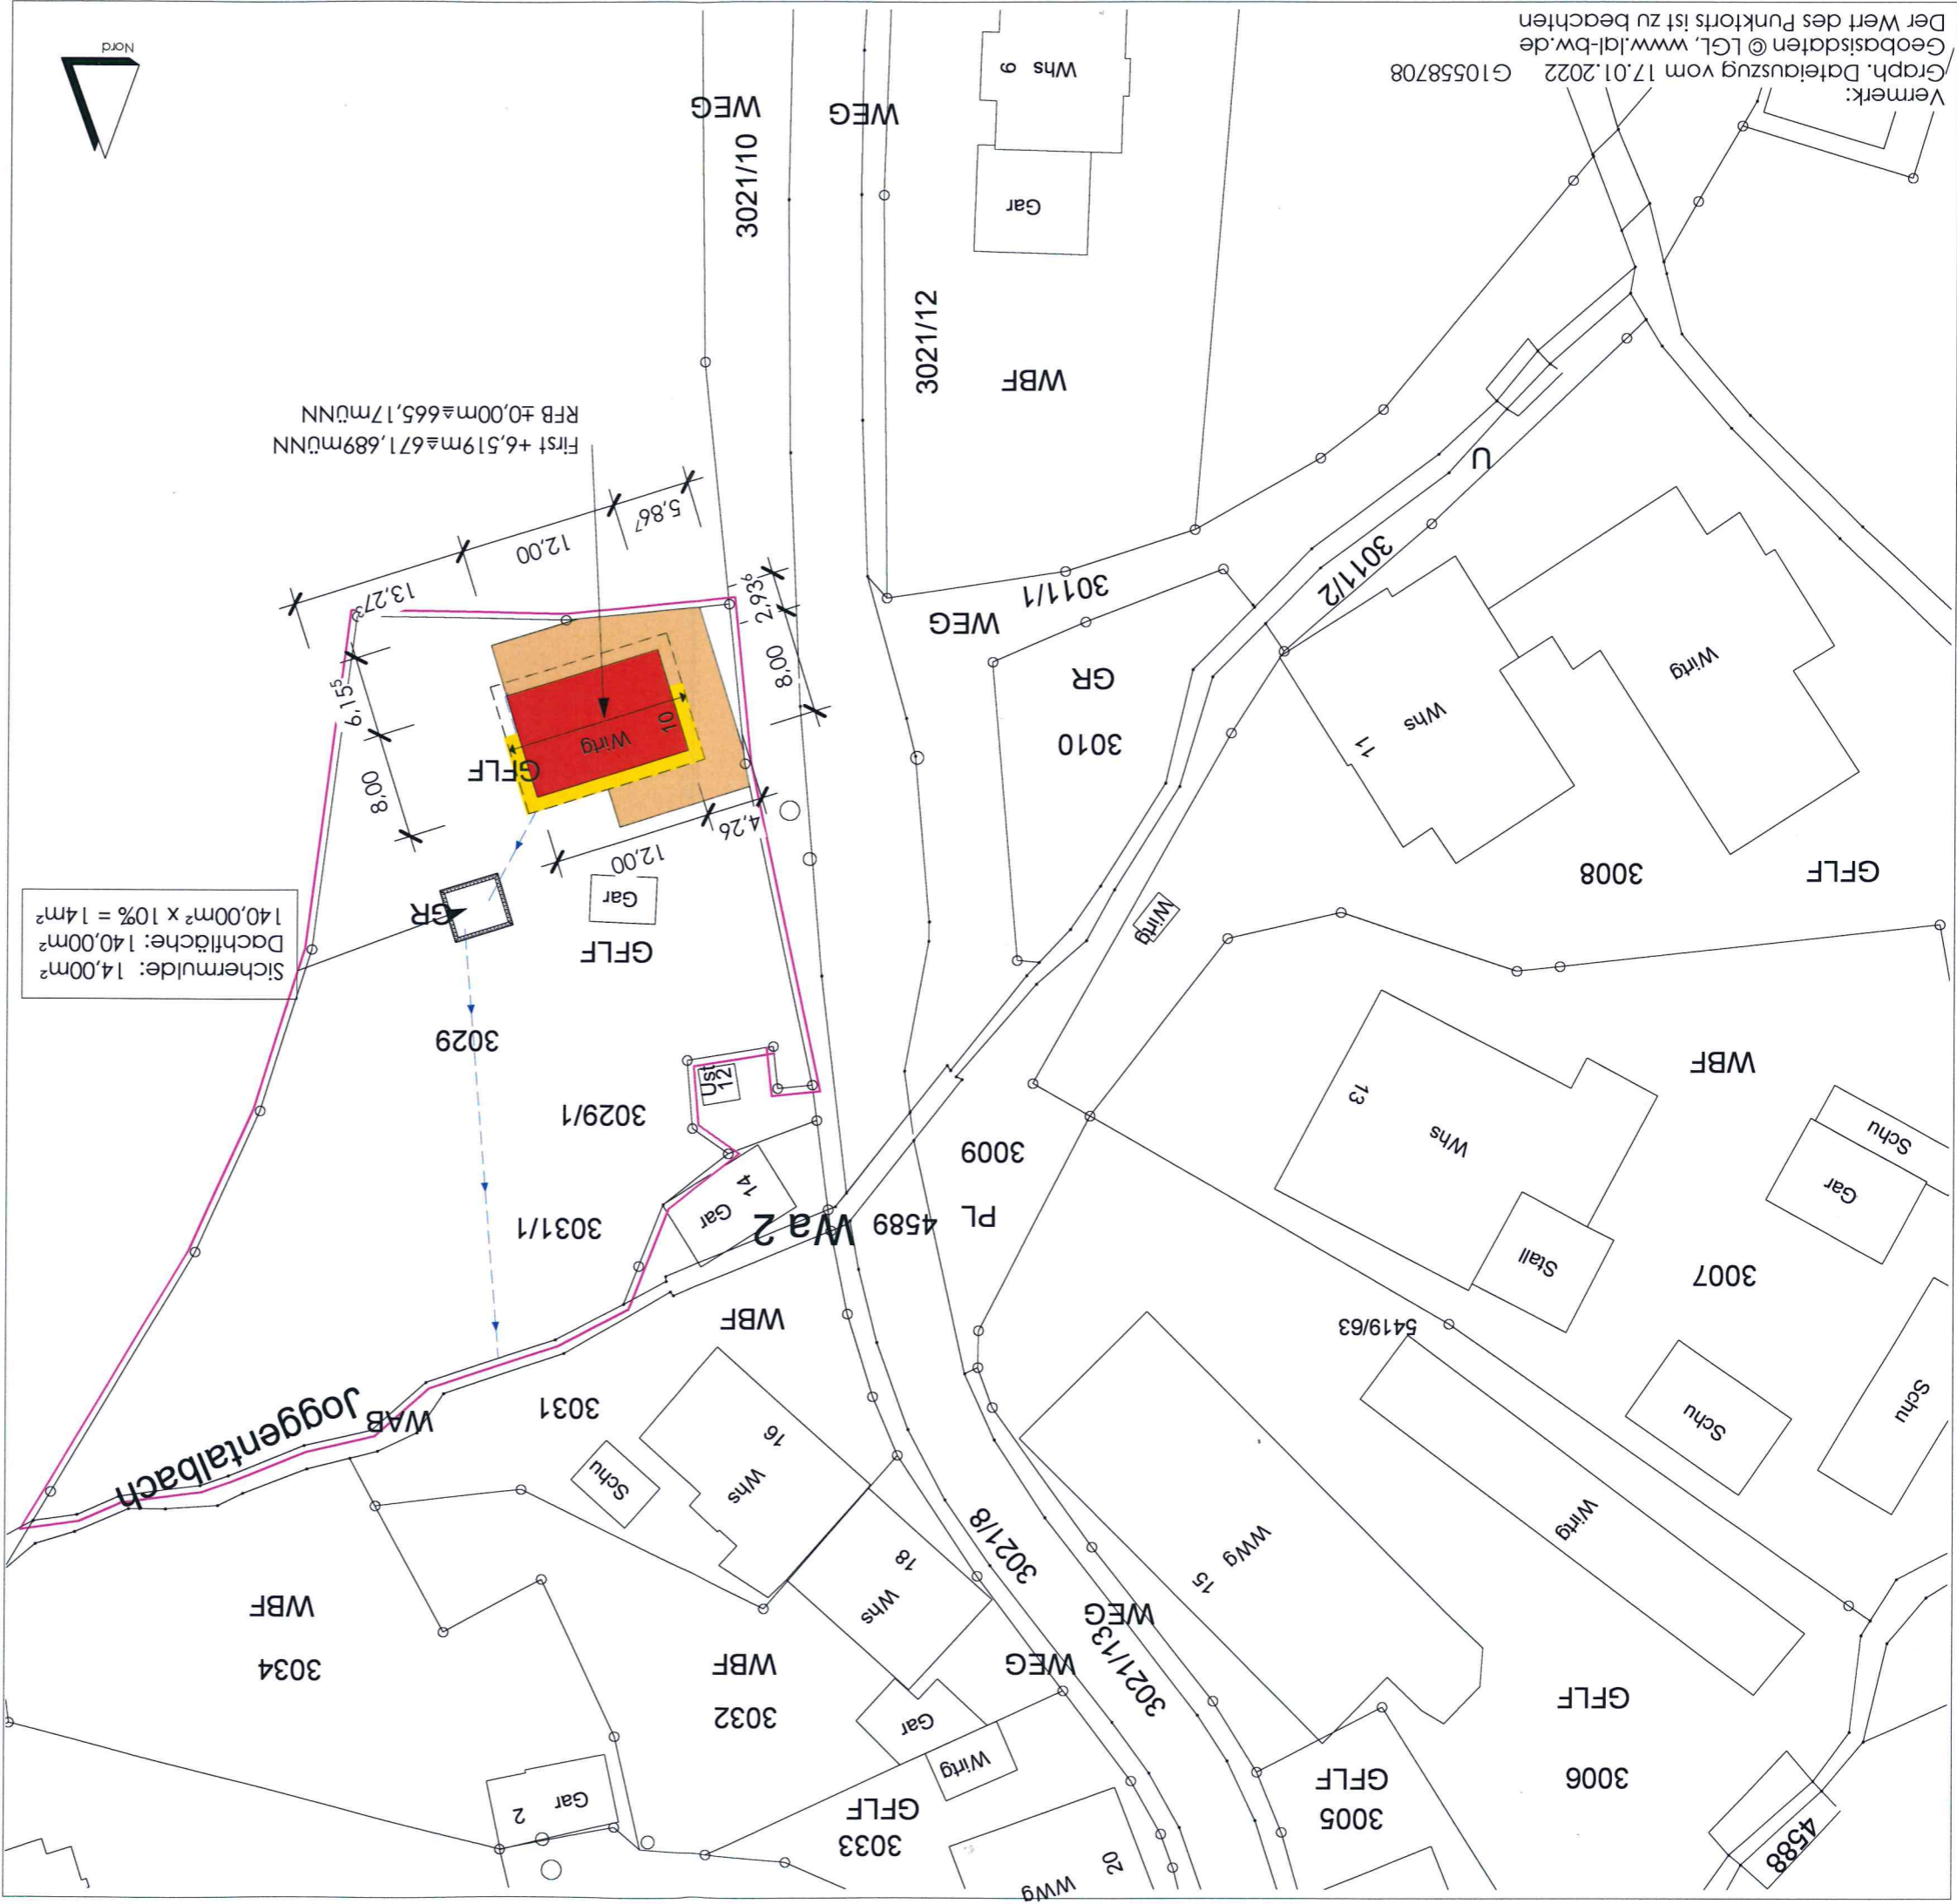 4588
3006
GFLF
3005
GFLF
WWg
20
3033
GFLF
Wirtg
Gar
Gar 2
3032
WBF
3034
WBF
WEG
3021/13
WEG
3021/8
WWg
15
Wirtg
Whs
18
Whs
16
Schu
3031
WAB
Joggentalbach
Schu
Schu
5419/63
3007
Stall
Whs
13
Gar
Schu
WBF
WBF
PL
3009
4589
Wa 2
Gar
14
3031/1
3029/1
Ust
12
3029
Sichermulde: 14,00m²
Dachfläche: 140,00m²
140,00m² x 10% = 14m²
GFLF
GR
Gar
GFLF
3008
Wirtg
12,00
4,26
8,00
GFLF
Wirtg
10
8,00
2,93⁶
6,15⁵
13,27³
12,00
5,86⁷
3010
GR
Whs
11
Wirtg
WEG
3011/1
3011/2
U
First +6,519m≙671,689müNN
RFB ±0,00m≙665,17müNN
WBF
3021/12
3021/10
Gar
Whs 9
WEG
WEG
Nord
Vermerk:
Graph. Dateiauszug vom 17.01.2022 G10558708
Geobasisdaten © LGL, www.lgl-bw.de
Der Wert des Punktorts ist zu beachten